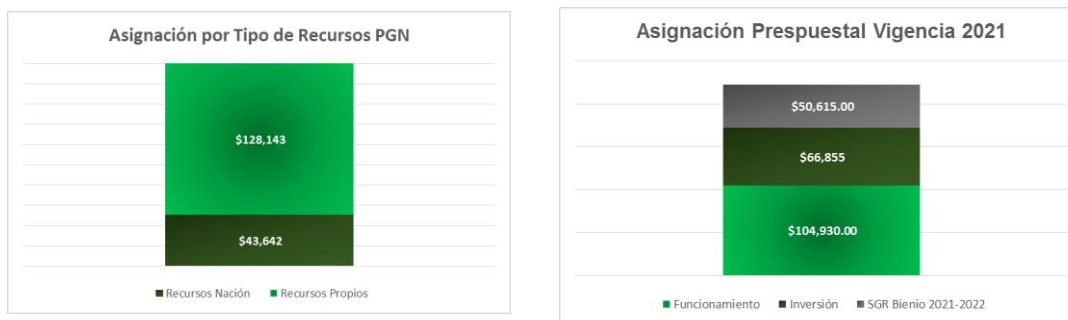 Asignación por Tipo de Recursos PGN
$128,143
$43,642
Recursos Nación Recursos Propios
Asignación Prespuestal Vigencia 2021
$50,615.00
$66,855
$104,930.00
Funcionamiento Inversión SGR Bienio 2021-2022